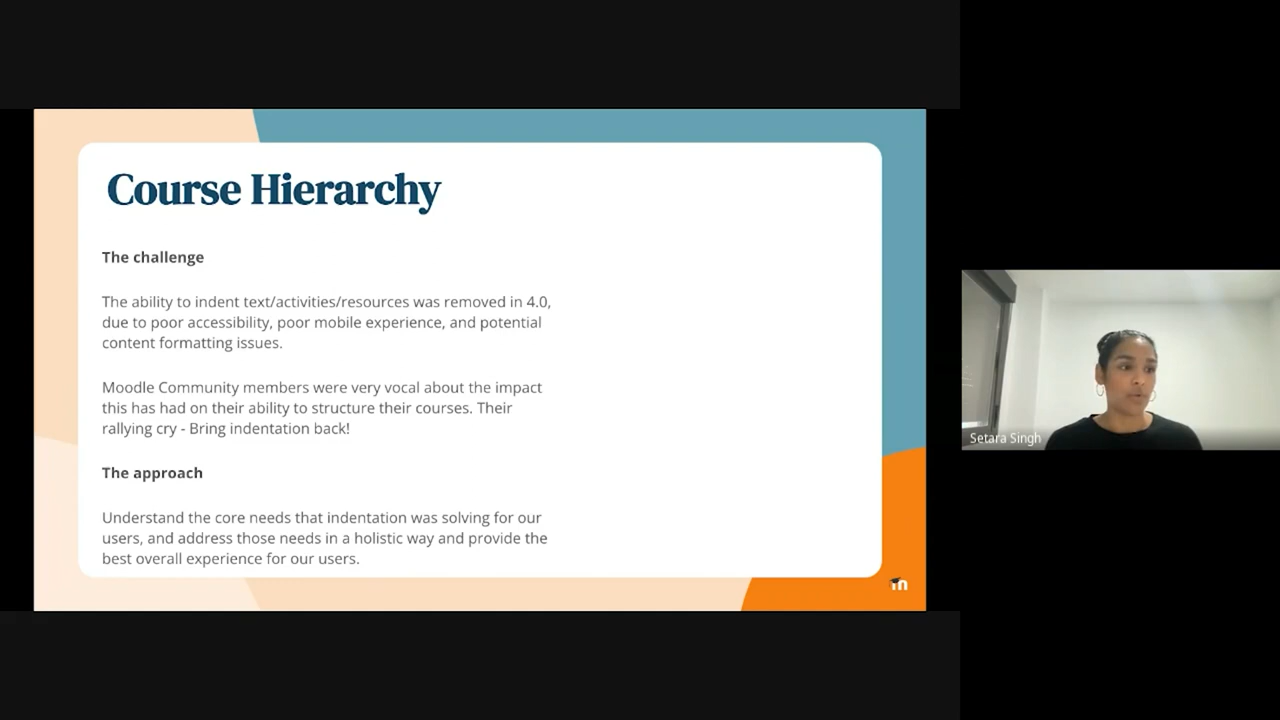 Course Hierarchy
The challenge
The ability to indent text/activities/resources was removed in 4.0,
due to poor accessibility, poor mobile experience, and potential
content formatting issues.
Moodle Community members were very vocal about the impact
this has had on their ability to structure their courses. Their
rallying cry - Bring indentation back!
The approach
Understand the core needs that indentation was solving for our
users, and address those needs in a holistic way and provide the
best overall experience for our users.
m
Setara Singh